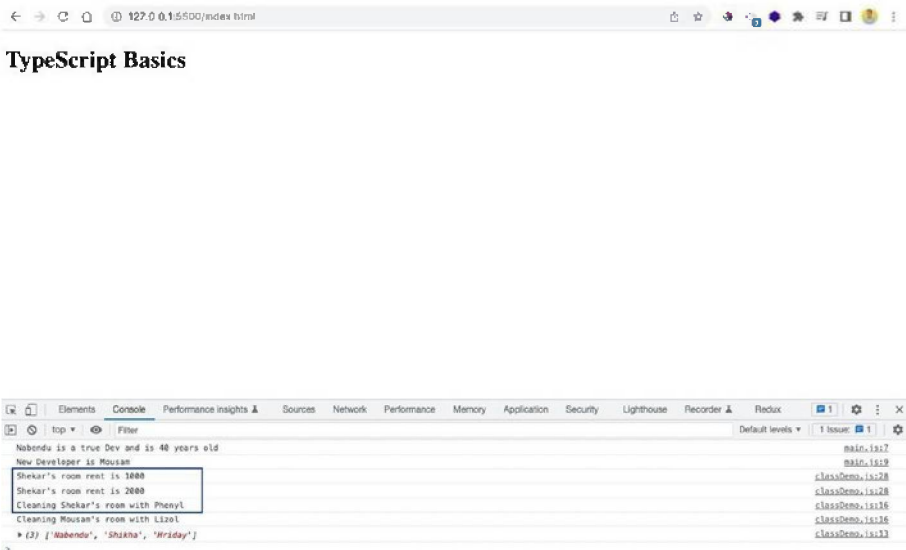 127.0.0.1:5500/index.html
TypeScript Basics
Elements Console Performance insights Sources Network Performance Memory Application Security Lighthouse Recorder Redux 1
top Filter Default levels 1 Issue: 1
Nabendu is a true Dev and is 40 years old main.js:7
New Developer is Mousam main.js:9
Shekar's room rent is 1000 classDemo.js:28
Shekar's room rent is 2000 classDemo.js:28
Cleaning Shekar's room with Phenyl classDemo.js:16
Cleaning Mousam's room with Lizol classDemo.js:16
(3) ['Nabendu', 'Shikha', 'Hriday'] classDemo.js:33